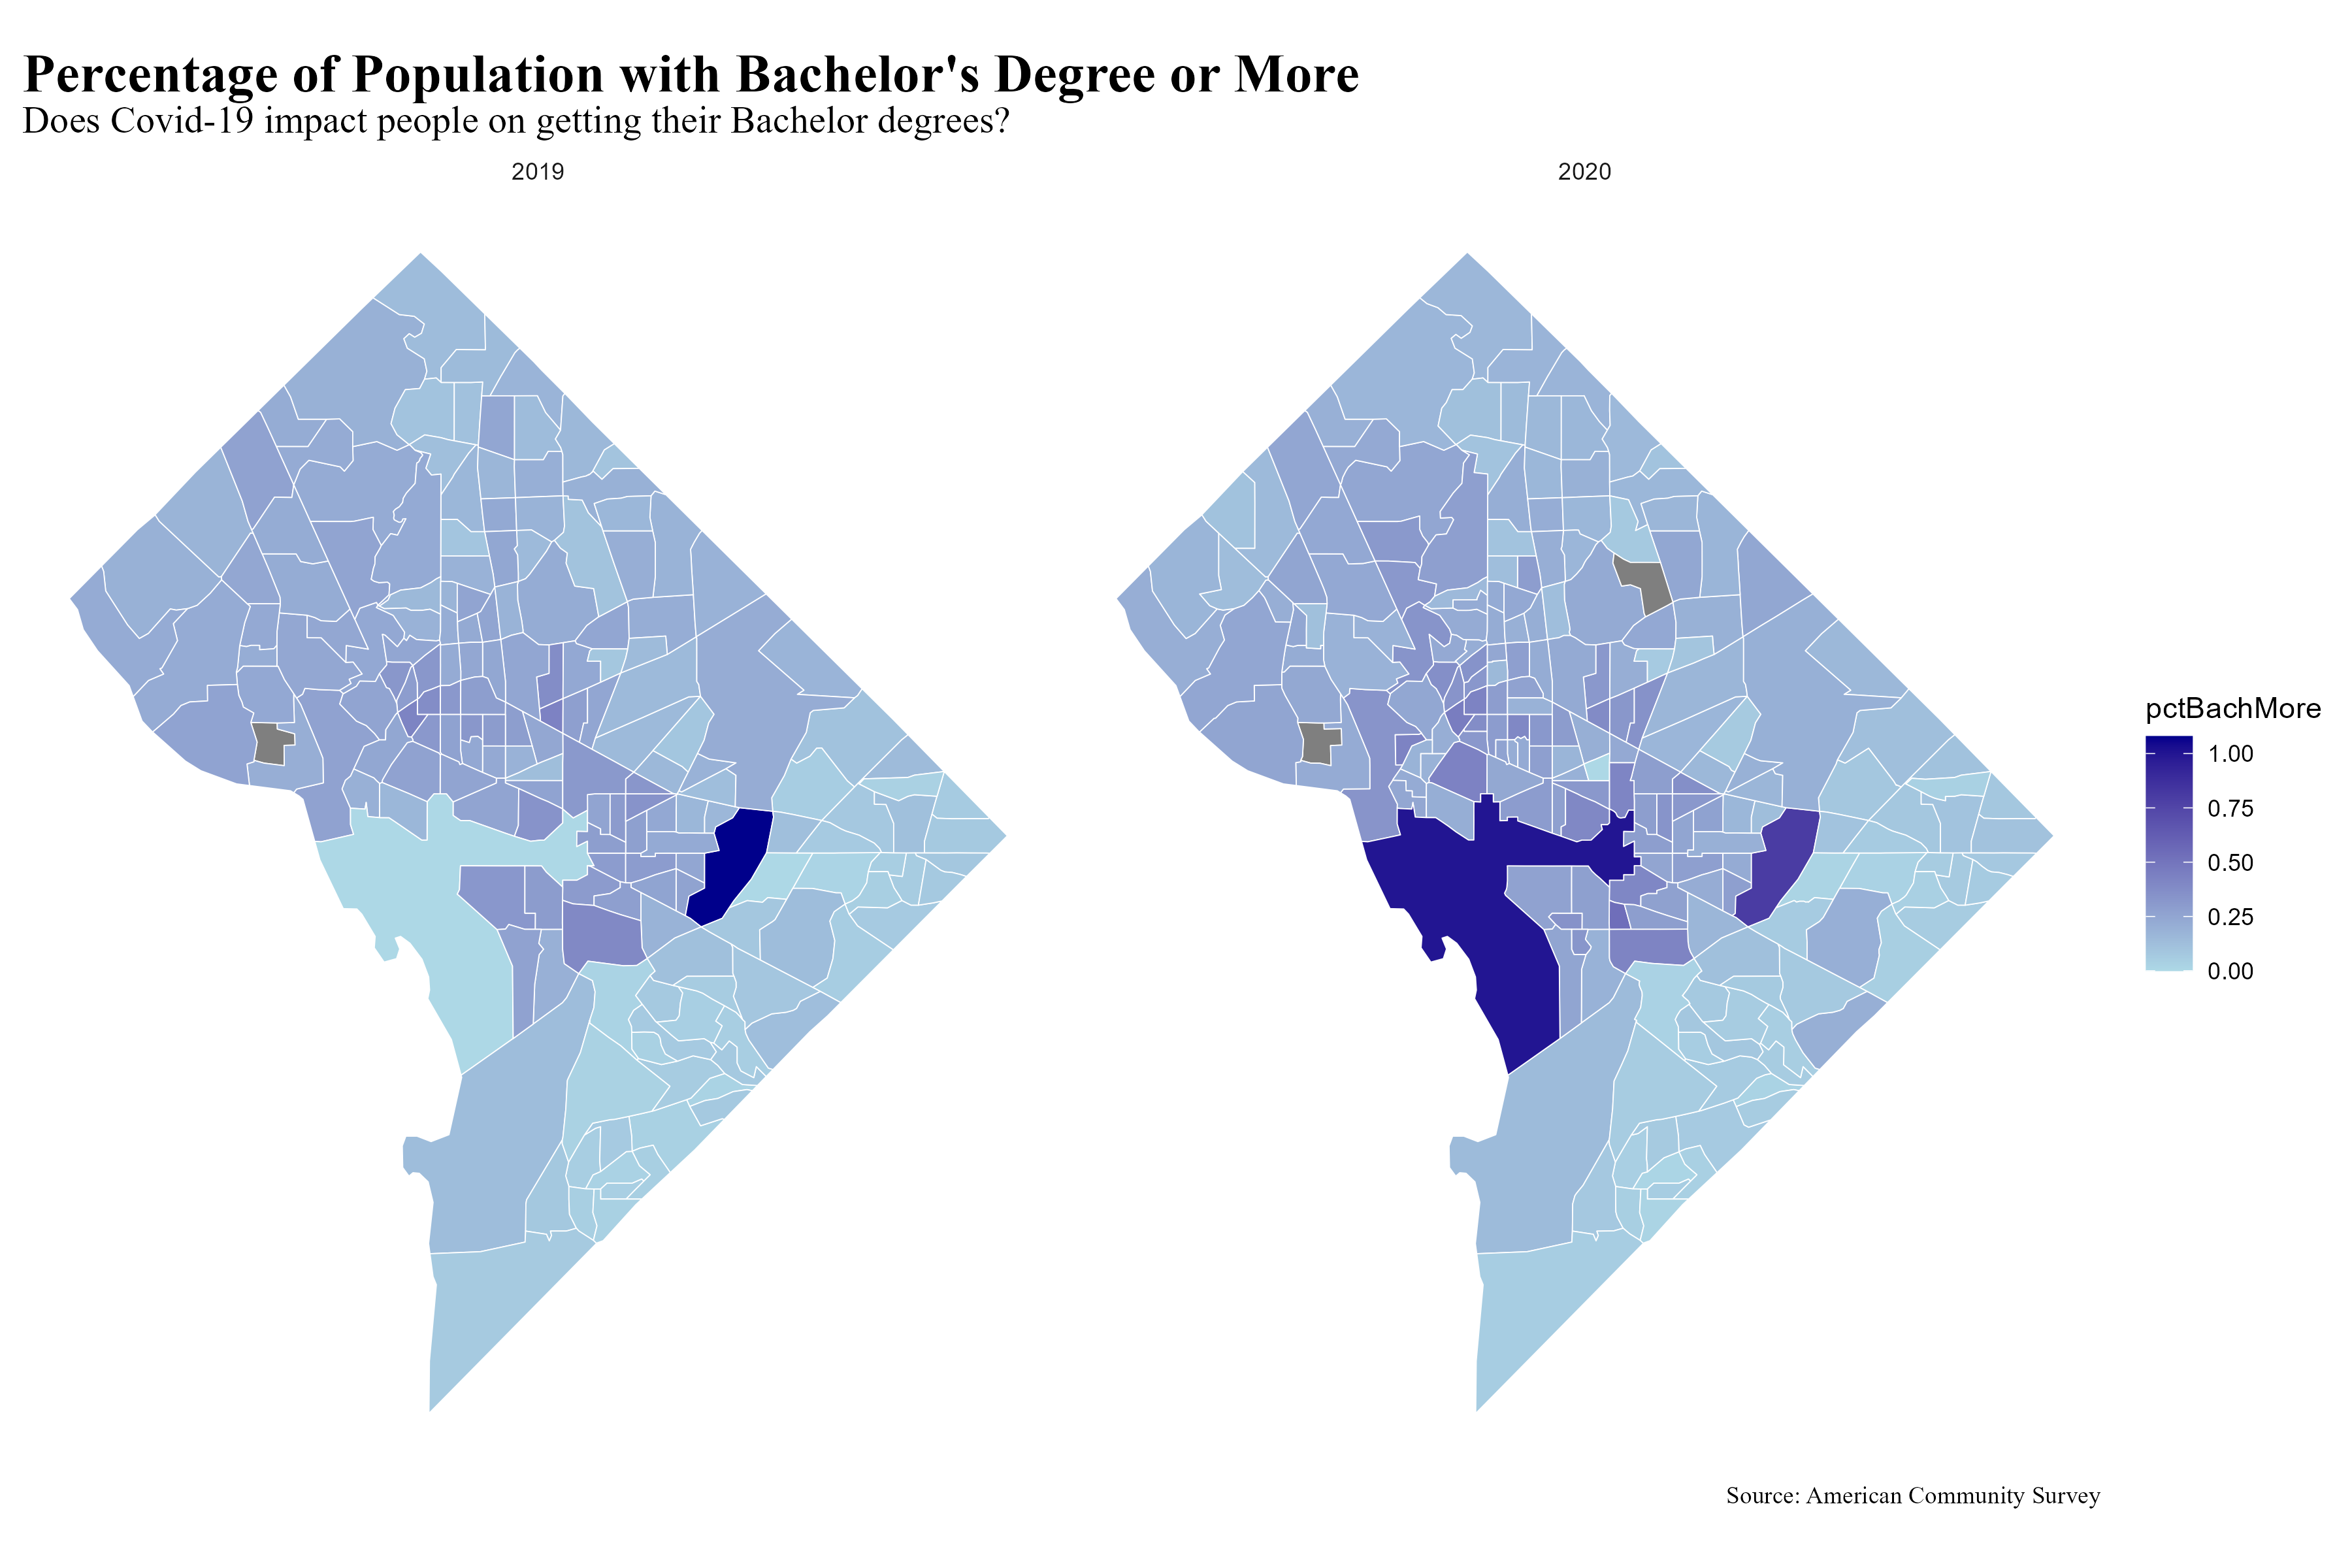 Percentage of Population with Bachelor's Degree or More
Does Covid-19 impact people on getting their Bachelor degrees?
2019
2020
pctBachMore
1.00
0.75
0.50
0.25
0.00
Source: American Community Survey